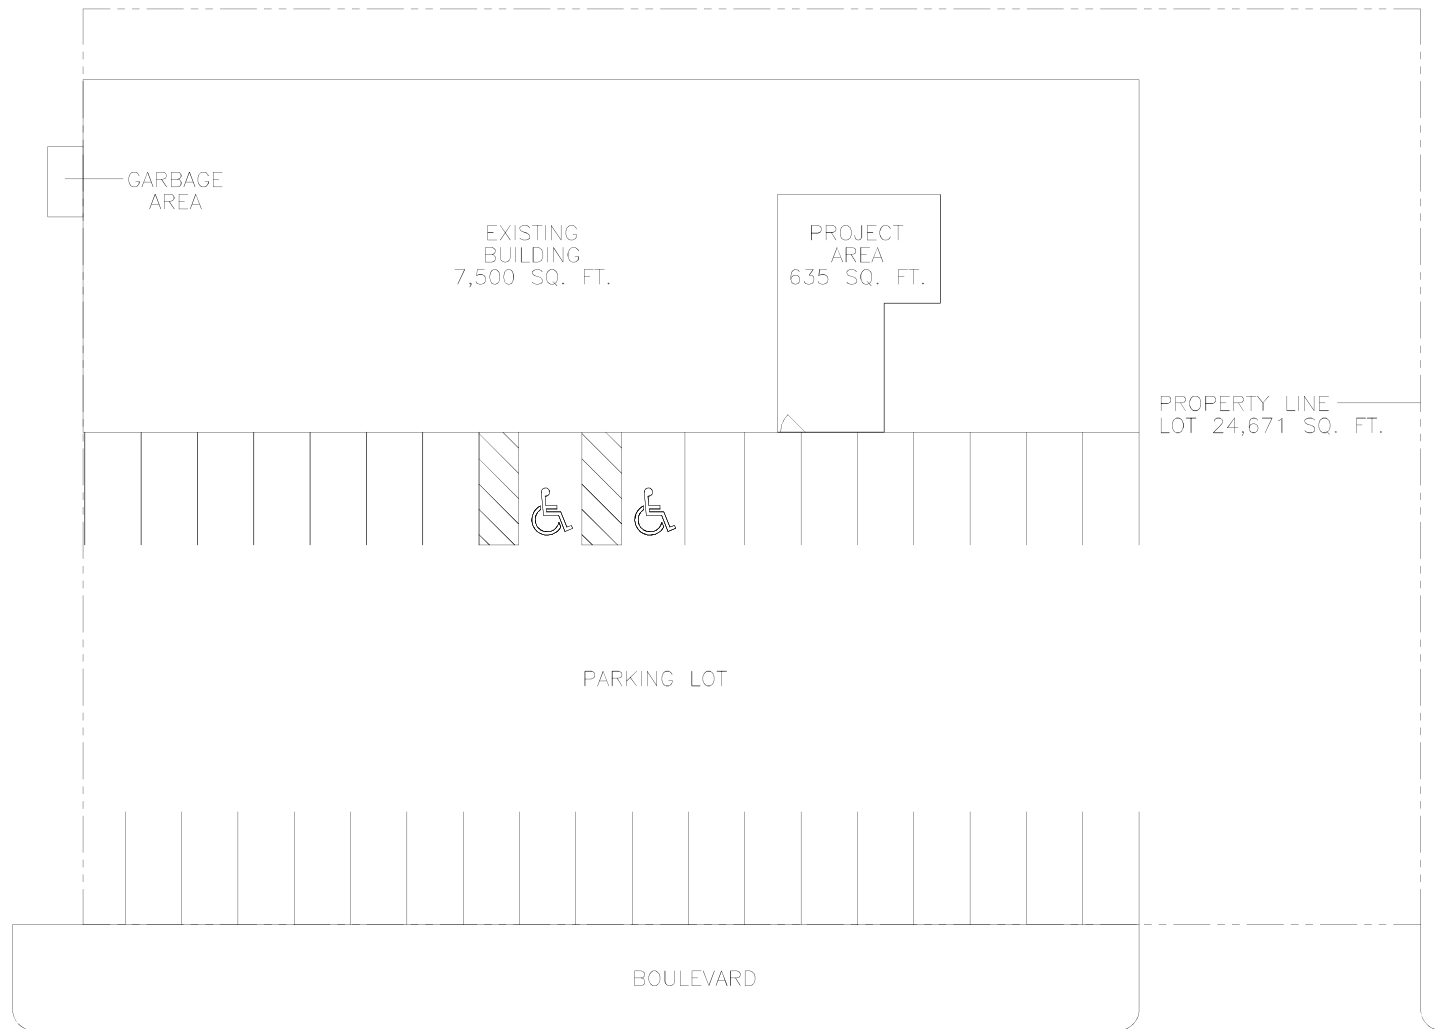 GARBAGE
AREA
EXISTING
BUILDING
7,500 SQ. FT.
PROJECT
AREA
635 SQ. FT.
PROPERTY LINE
LOT 24,671 SQ. FT.
PARKING LOT
BOULEVARD